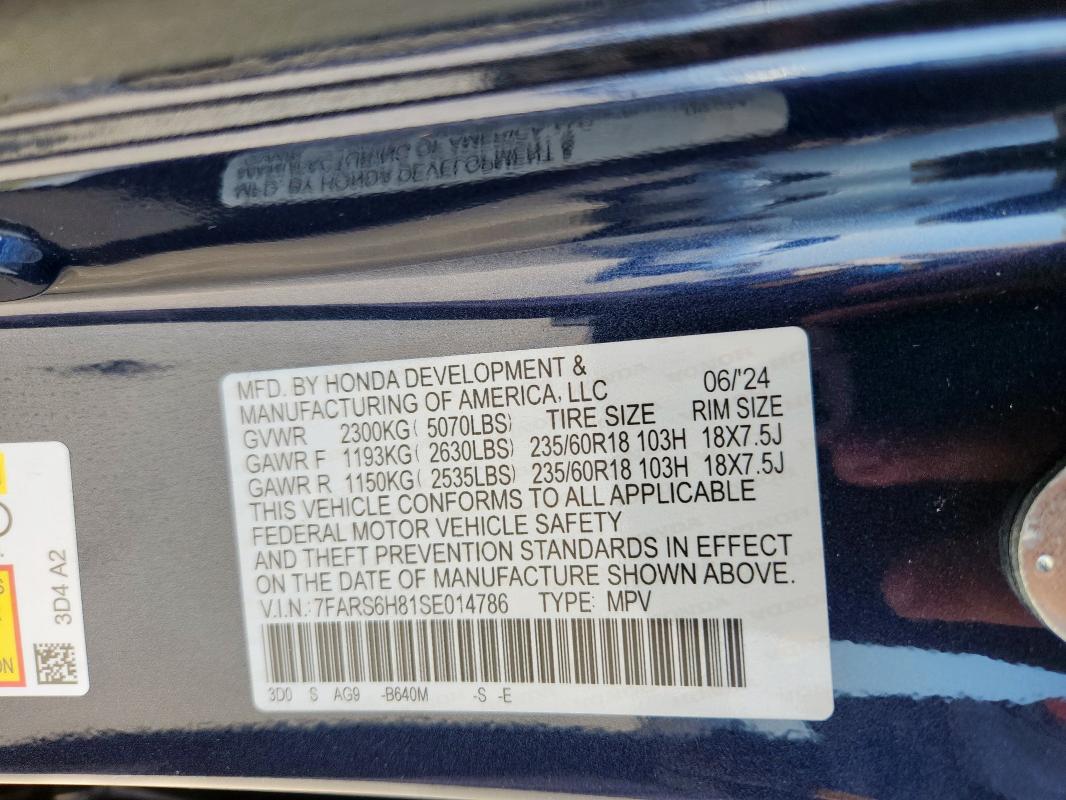 MFD. BY HONDA DEVELOPMENT &
MANUFACTURING OF AMERICA, LLC 06/'24
GVWR 2300KG( 5070LBS) TIRE SIZE RIM SIZE
GAWR F 1193KG( 2630LBS) 235/60R18 103H 18X7.5J
GAWR R 1150KG( 2535LBS) 235/60R18 103H 18X7.5J
THIS VEHICLE CONFORMS TO ALL APPLICABLE
FEDERAL MOTOR VEHICLE SAFETY
AND THEFT PREVENTION STANDARDS IN EFFECT
ON THE DATE OF MANUFACTURE SHOWN ABOVE.
V.I.N.: 7FARS6H81SE014786 TYPE: MPV
3D0 S AG9 -B640M -S -E
3D4 A2